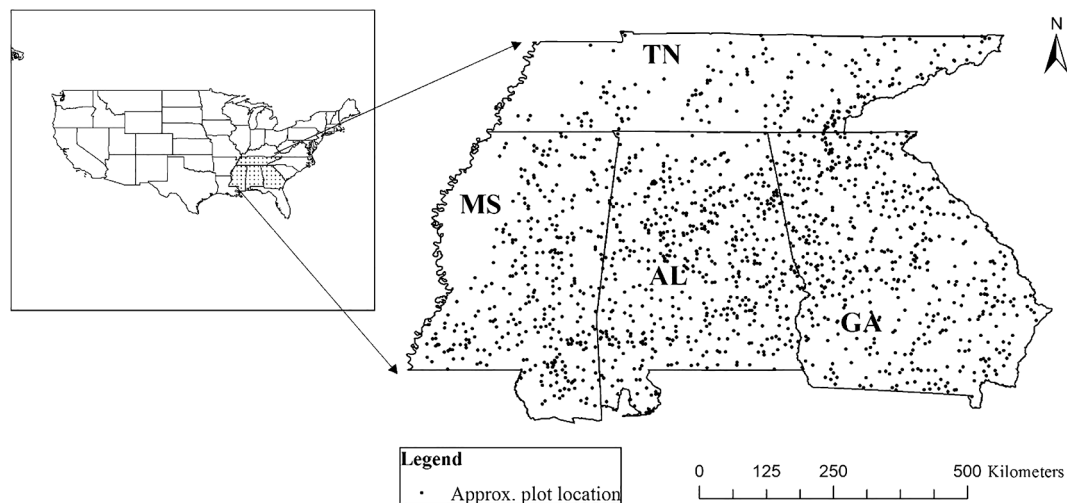 N
TN
MS
AL
GA
Legend
Approx. plot location
0 125 250 500 Kilometers